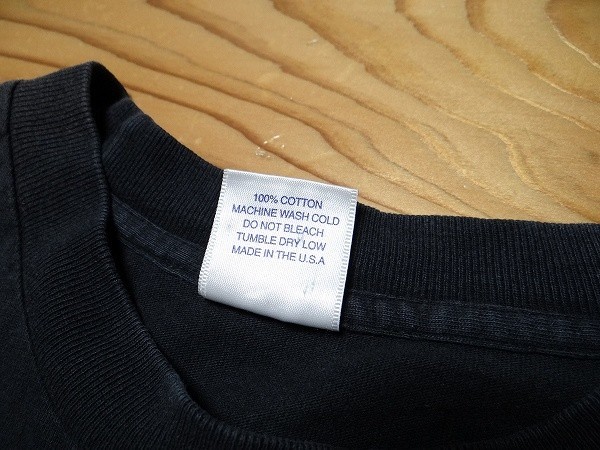 100% COTTON
MACHINE WASH COLD
DO NOT BLEACH
TUMBLE DRY LOW
MADE IN THE U.S.A